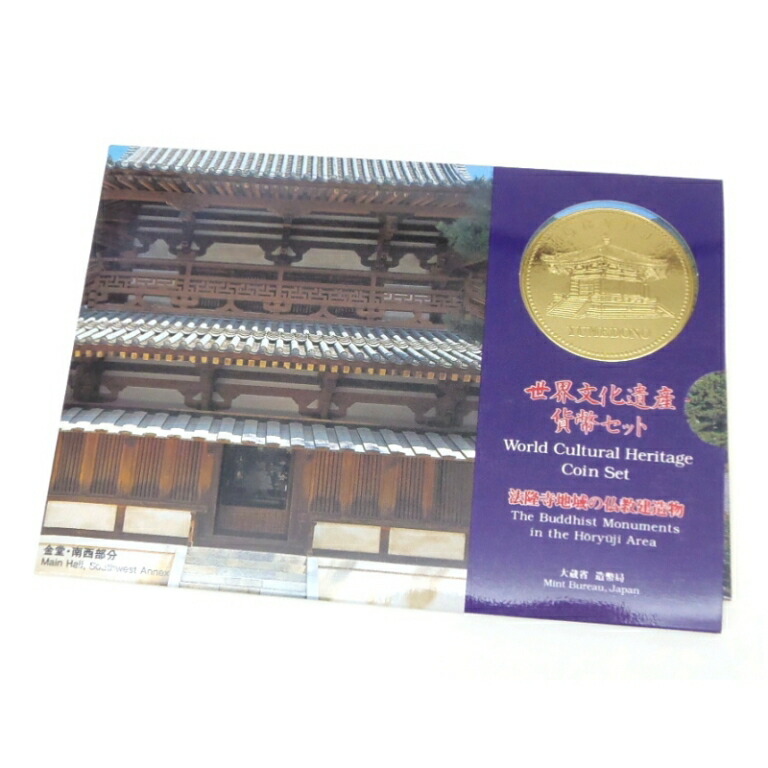 YUMEDONO
世界文化遺産
貨幣セット
World Cultural Heritage
Coin Set
法隆寺地域の仏教建造物
The Buddhist Monuments
in the Hōryūji Area
大蔵省 造幣局
Mint Bureau, Japan
金堂・南西部分
Main Hall, Southwest Annex